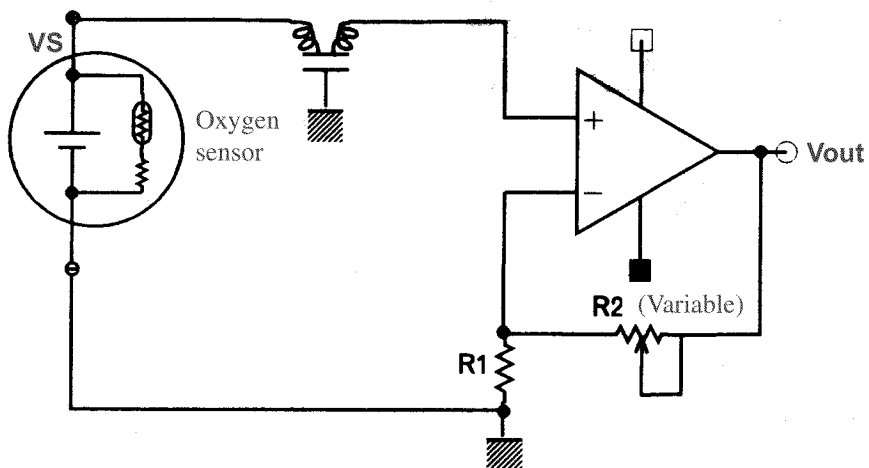 VS
Oxygen
sensor
+
−
Vout
R2 (Variable)
R1